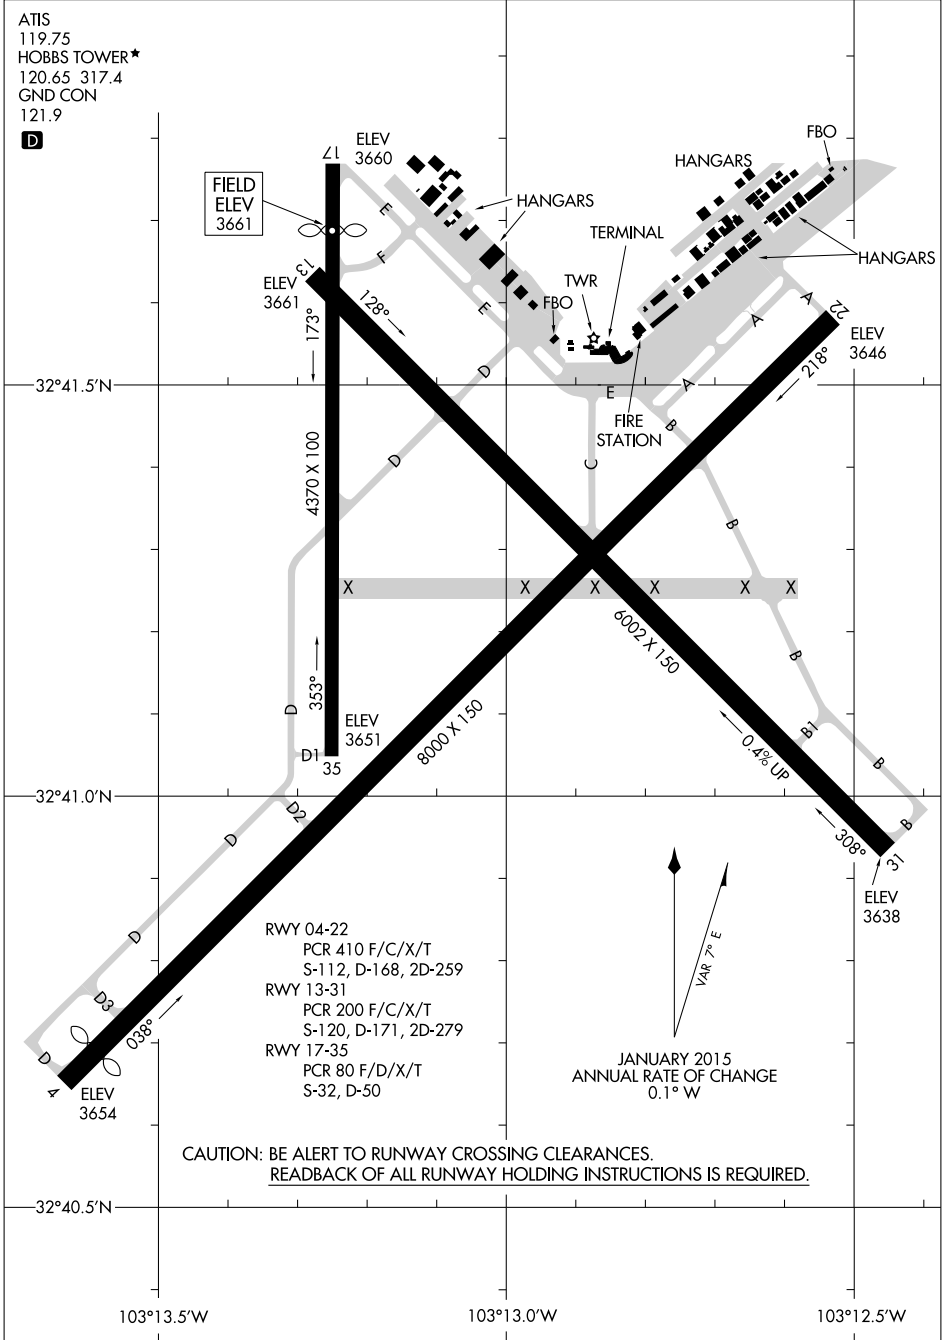 ATIS
119.75
HOBBS TOWER★
120.65 317.4
GND CON
121.9
D
17
ELEV
3660
FIELD
ELEV
3661
E
F
HANGARS
HANGARS
FBO
HANGARS
TERMINAL
TWR
FBO
13
ELEV
3661
128°
173°
E
A
A
22
ELEV
3646
218°
32°41.5'N
D
E
A
B
FIRE
STATION
4370 X 100
D
C
B
X
X
X
X
X
X
6002 X 150
B
353°
D
ELEV
3651
D1
35
8000 X 150
B1
0.4% UP
B
32°41.0'N
D2
D
B
308°
31
ELEV
3638
D
RWY 04-22
PCR 410 F/C/X/T
S-112, D-168, 2D-259
RWY 13-31
PCR 200 F/C/X/T
S-120, D-171, 2D-279
RWY 17-35
PCR 80 F/D/X/T
S-32, D-50
VAR 7° E
D3
038°
D
4
ELEV
3654
JANUARY 2015
ANNUAL RATE OF CHANGE
0.1° W
CAUTION: BE ALERT TO RUNWAY CROSSING CLEARANCES.
READBACK OF ALL RUNWAY HOLDING INSTRUCTIONS IS REQUIRED.
32°40.5'N
103°13.5'W
103°13.0'W
103°12.5'W